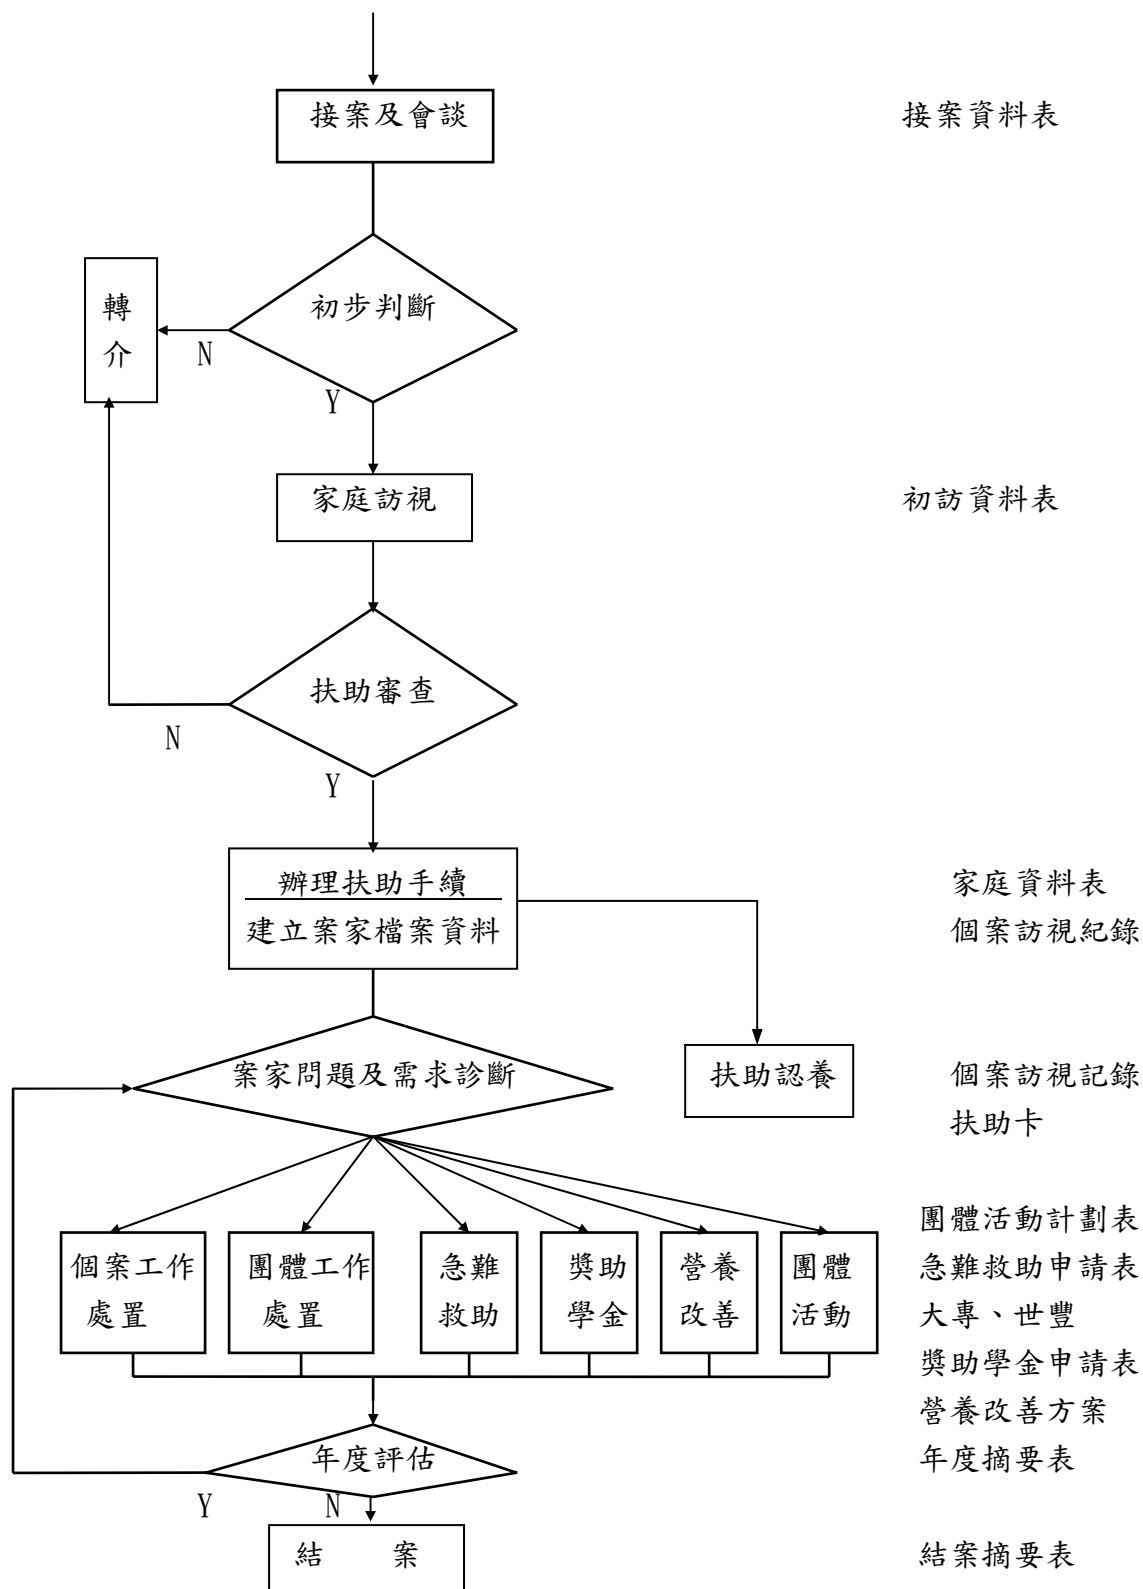 接案及會談
接案資料表
初步判斷
轉
介
N
Y
家庭訪視
初訪資料表
扶助審查
N
Y
辦理扶助手續
建立案家檔案資料
家庭資料表
個案訪視紀錄
案家問題及需求診斷
扶助認養
個案訪視記錄
扶助卡
個案工作
處置
團體工作
處置
急難
救助
獎助
學金
營養
改善
團體
活動
團體活動計劃表
急難救助申請表
大專、世豐
獎助學金申請表
營養改善方案
年度評估
年度摘要表
Y
N
結 案
結案摘要表